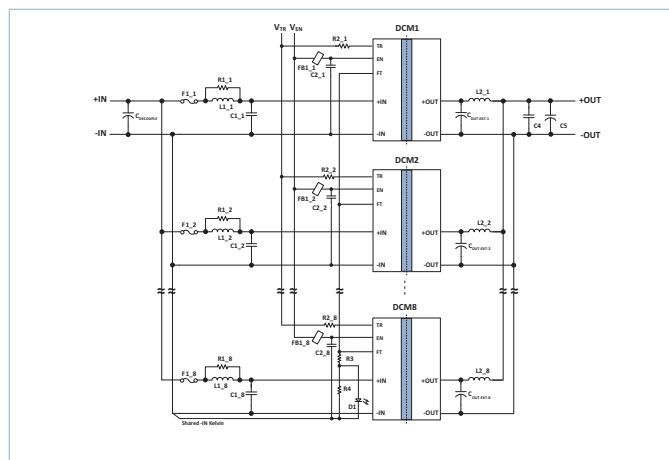 VTR VEN
DCM1
R2_1
TR
EN
FB1_1
C2_1
FT
R1_1
F1_1
L2_1
+IN
L1_1
+IN
+OUT
+OUT
CDECOUPLE
C1_1
COUT-EXT-1
C4
C5
-IN
-IN
-OUT
-OUT
DCM2
R2_2
TR
EN
FB1_2
C2_2
FT
R1_2
F1_2
L2_2
L1_2
+IN
+OUT
C1_2
COUT-EXT-2
-IN
-OUT
DCM8
R2_8
TR
EN
FB1_8
C2_8
FT
R3
R1_8
F1_8
L2_8
L1_8
+IN
+OUT
R4
C1_8
COUT-EXT-8
D1
-IN
-OUT
Shared -IN Kelvin